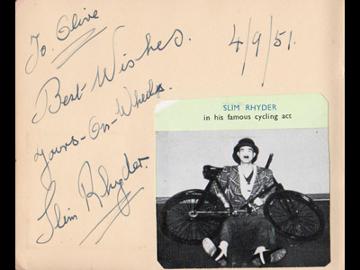 To. Olive
Best Wishes.
4/9/51.
Yours-On-Wheels.
Slim Rhyder.
SLIM RHYDER
in his famous cycling act